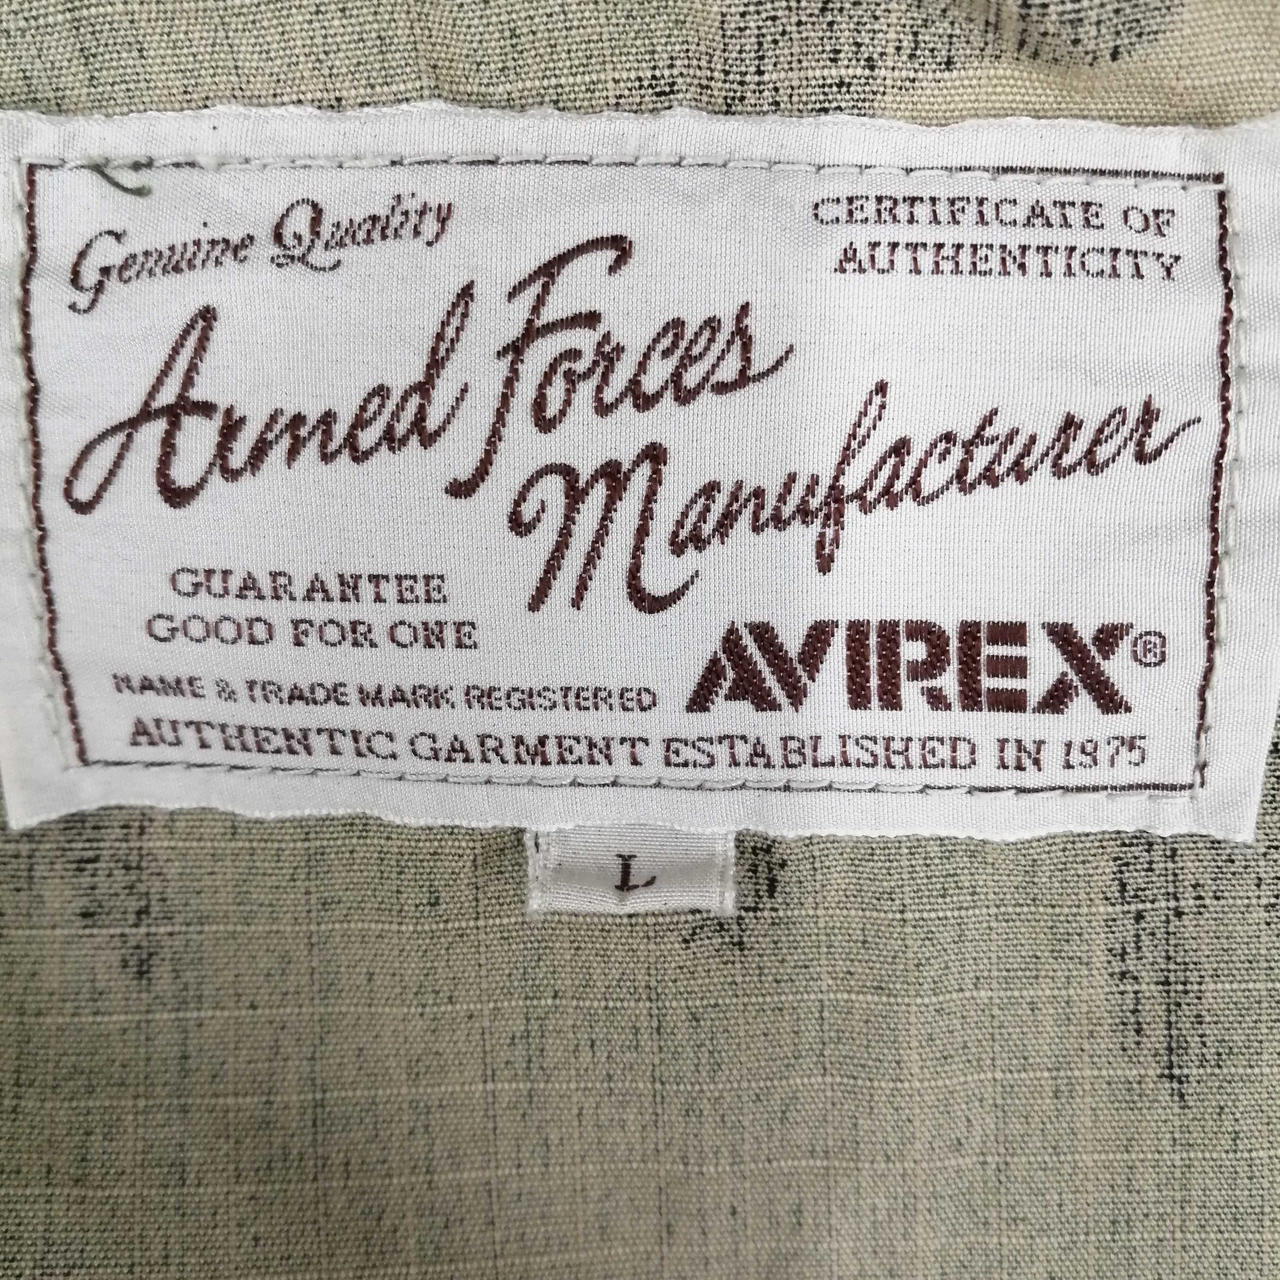 Genuine Quality
CERTIFICATE OF
AUTHENTICITY
Armed Forces
Manufacturer
GUARANTEE
GOOD FOR ONE
NAME & TRADE MARK REGISTERED
AVIREX®
AUTHENTIC GARMENT ESTABLISHED IN 1975
L